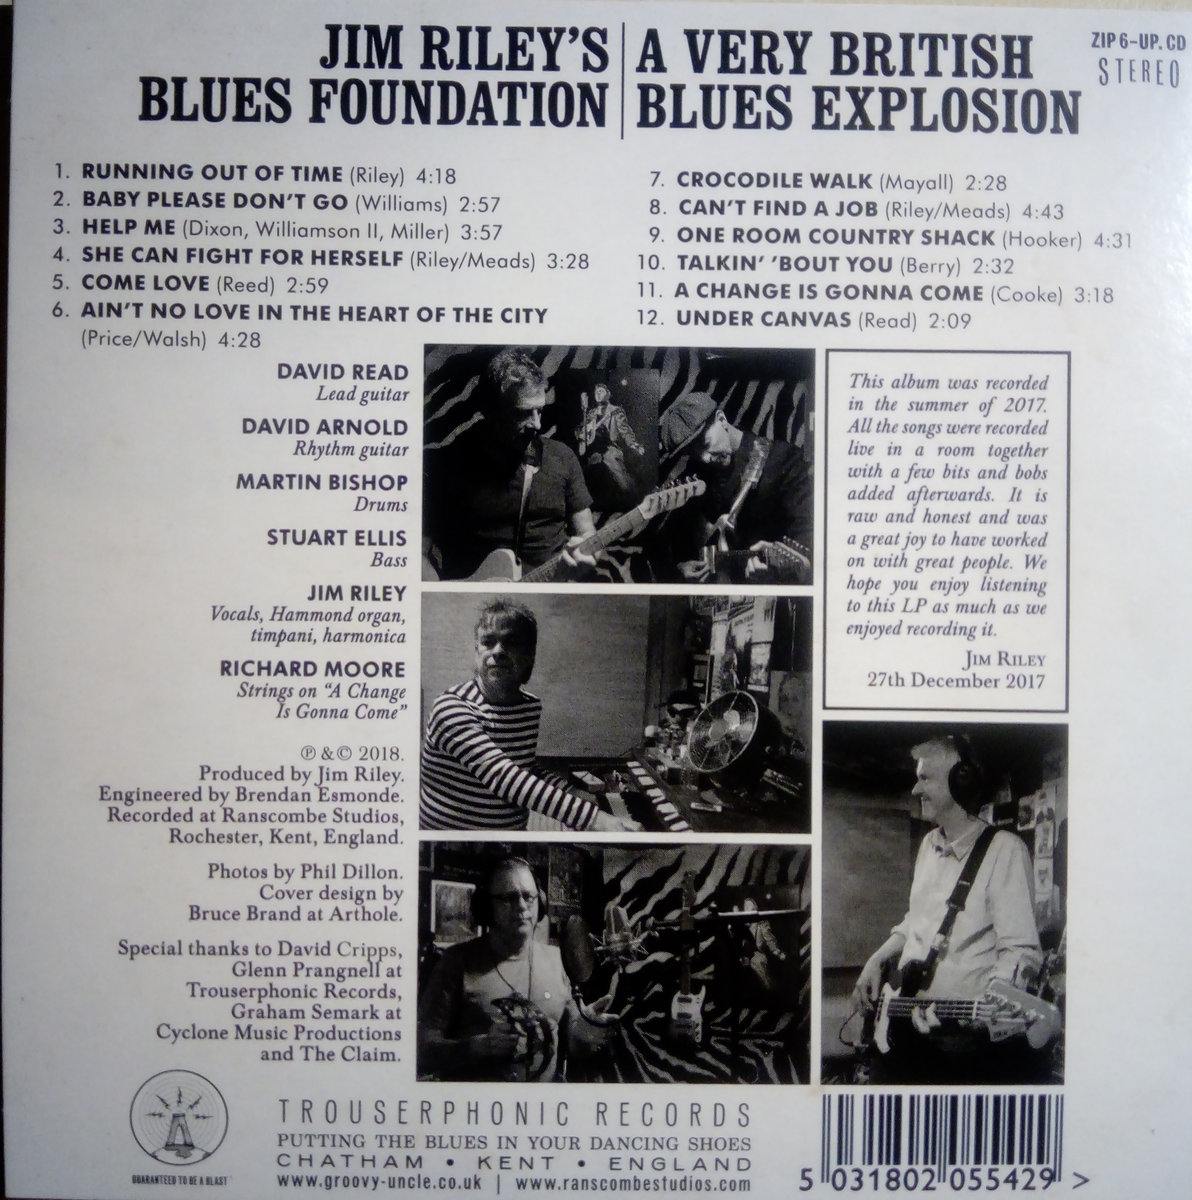 JIM RILEY'S
BLUES FOUNDATION
A VERY BRITISH
BLUES EXPLOSION
ZIP 6-UP. CD
STEREO
1. RUNNING OUT OF TIME (Riley) 4:18
2. BABY PLEASE DON'T GO (Williams) 2:57
3. HELP ME (Dixon, Williamson II, Miller) 3:57
4. SHE CAN FIGHT FOR HERSELF (Riley/Meads) 3:28
5. COME LOVE (Reed) 2:59
6. AIN'T NO LOVE IN THE HEART OF THE CITY
(Price/Walsh) 4:28
7. CROCODILE WALK (Mayall) 2:28
8. CAN'T FIND A JOB (Riley/Meads) 4:43
9. ONE ROOM COUNTRY SHACK (Hooker) 4:31
10. TALKIN' 'BOUT YOU (Berry) 2:32
11. A CHANGE IS GONNA COME (Cooke) 3:18
12. UNDER CANVAS (Read) 2:09
DAVID READ
Lead guitar
DAVID ARNOLD
Rhythm guitar
MARTIN BISHOP
Drums
STUART ELLIS
Bass
JIM RILEY
Vocals, Hammond organ,
timpani, harmonica
RICHARD MOORE
Strings on "A Change
Is Gonna Come"
℗ & © 2018.
Produced by Jim Riley.
Engineered by Brendan Esmonde.
Recorded at Ranscombe Studios,
Rochester, Kent, England.
Photos by Phil Dillon.
Cover design by
Bruce Brand at Arthole.
Special thanks to David Cripps,
Glenn Prangnell at
Trouserphonic Records,
Graham Semark at
Cyclone Music Productions
and The Claim.
This album was recorded
in the summer of 2017.
All the songs were recorded
live in a room together
with a few bits and bobs
added afterwards. It is
raw and honest and was
a great joy to have worked
on with great people. We
hope you enjoy listening
to this LP as much as we
enjoyed recording it.
JIM RILEY
27th December 2017
GUARANTEED TO BE A BLAST
TROUSERPHONIC RECORDS
PUTTING THE BLUES IN YOUR DANCING SHOES
CHATHAM • KENT • ENGLAND
www.groovy-uncle.co.uk | www.ranscombestudios.com
5 031802 055429 >